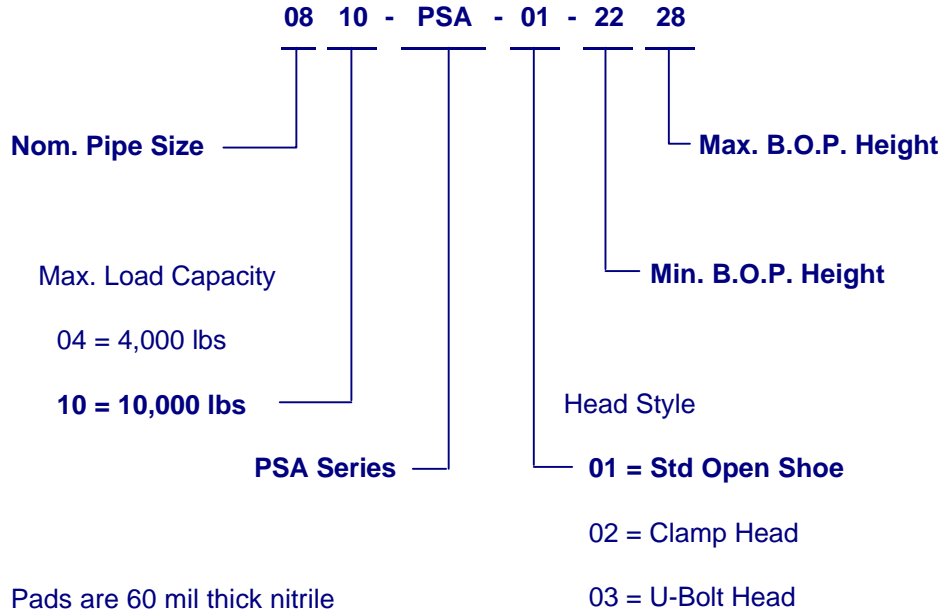 08 10 - PSA - 01 - 22 28
Nom. Pipe Size
Max. B.O.P. Height
Max. Load Capacity
Min. B.O.P. Height
04 = 4,000 lbs
10 = 10,000 lbs
Head Style
PSA Series
01 = Std Open Shoe
02 = Clamp Head
Pads are 60 mil thick nitrile
03 = U-Bolt Head